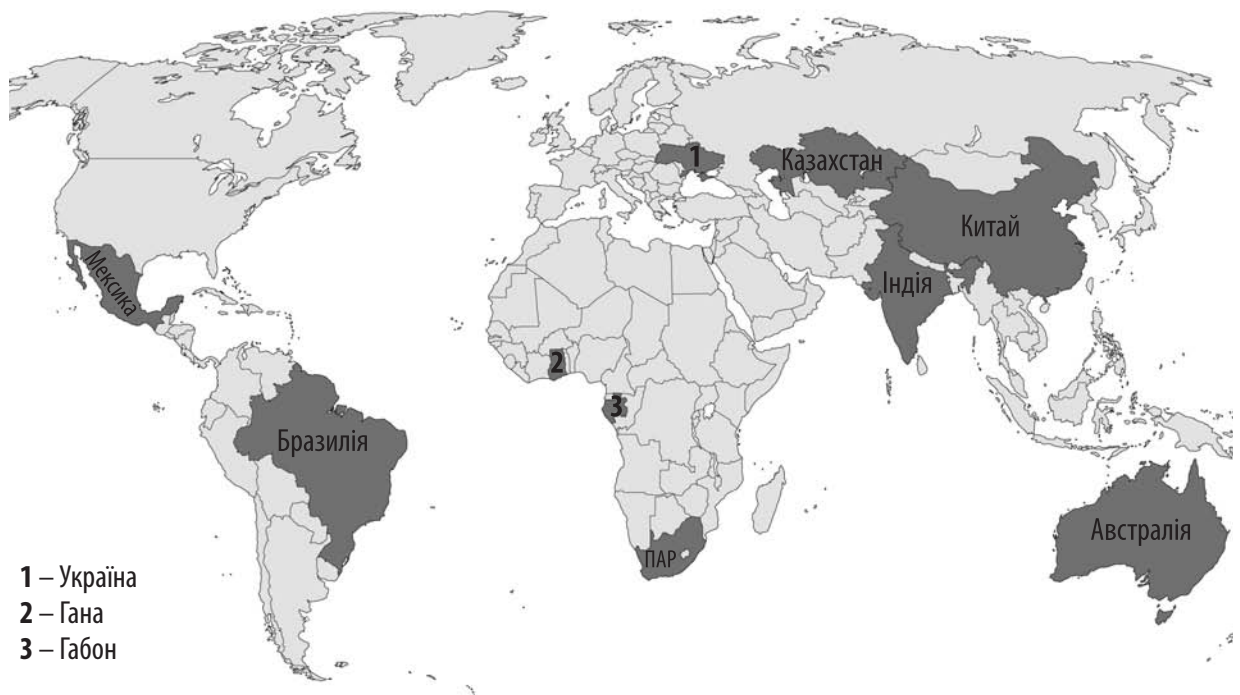 1
Казахстан
Китай
Мексика
Індія
2
3
Бразилія
Австралія
ПАР
1 – Україна
2 – Гана
3 – Габон